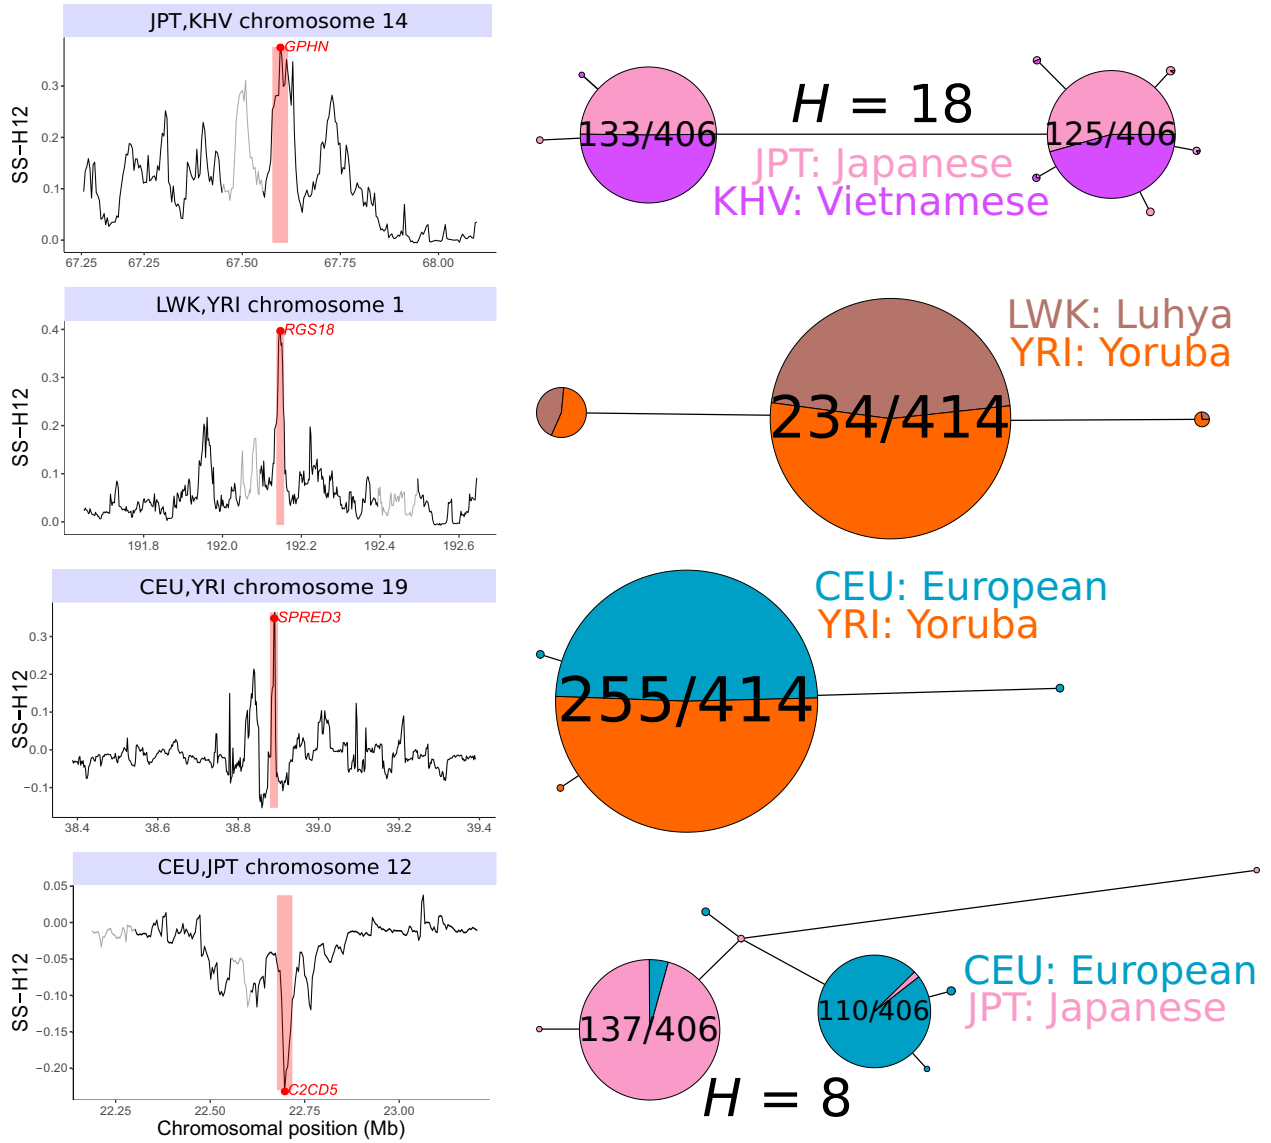 JPT,KHV chromosome 14
GPHN
SS−H12
0.3
0.2
0.1
0.0
67.25
67.25
67.50
67.75
68.00
133/406
H = 18
125/406
JPT: Japanese
KHV: Vietnamese
LWK,YRI chromosome 1
RGS18
SS−H12
0.4
0.3
0.2
0.1
0.0
191.8
192.0
192.2
192.4
192.6
234/414
LWK: Luhya
YRI: Yoruba
CEU,YRI chromosome 19
SPRED3
SS−H12
0.3
0.2
0.1
0.0
−0.1
38.4
38.6
38.8
39.0
39.2
39.4
255/414
CEU: European
YRI: Yoruba
CEU,JPT chromosome 12
C2CD5
SS−H12
0.05
0.00
−0.05
−0.10
−0.15
−0.20
22.25
22.50
22.75
23.00
Chromosomal position (Mb)
137/406
110/406
CEU: European
JPT: Japanese
H = 8